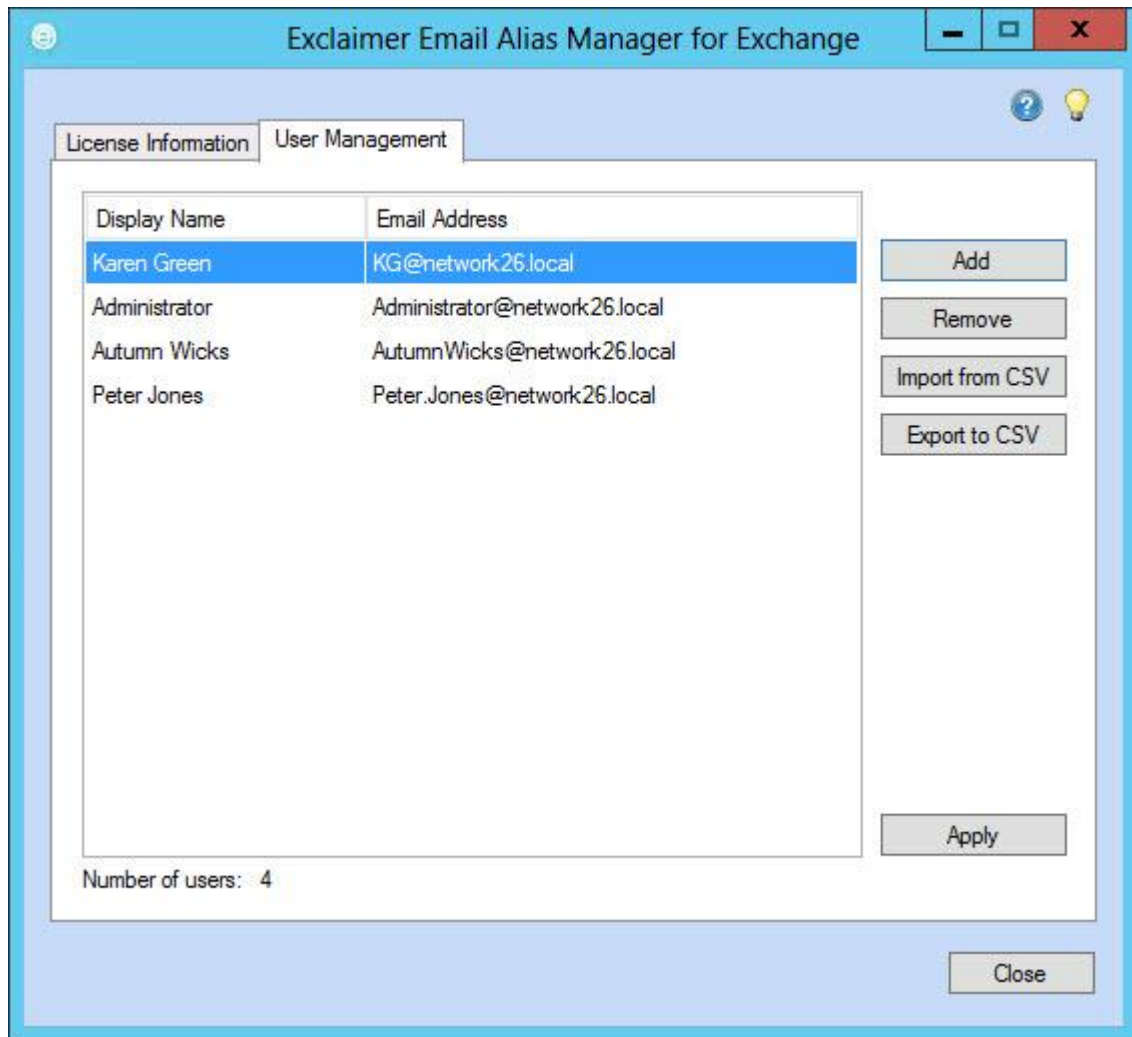 Exclaimer Email Alias Manager for Exchange
License Information User Management
Display Name Email Address
Karen Green KG@network26.local
Add
Administrator Administrator@network26.local
Remove
Autumn Wicks AutumnWicks@network26.local
Import from CSV
Peter Jones Peter.Jones@network26.local
Export to CSV
Apply
Number of users: 4
Close